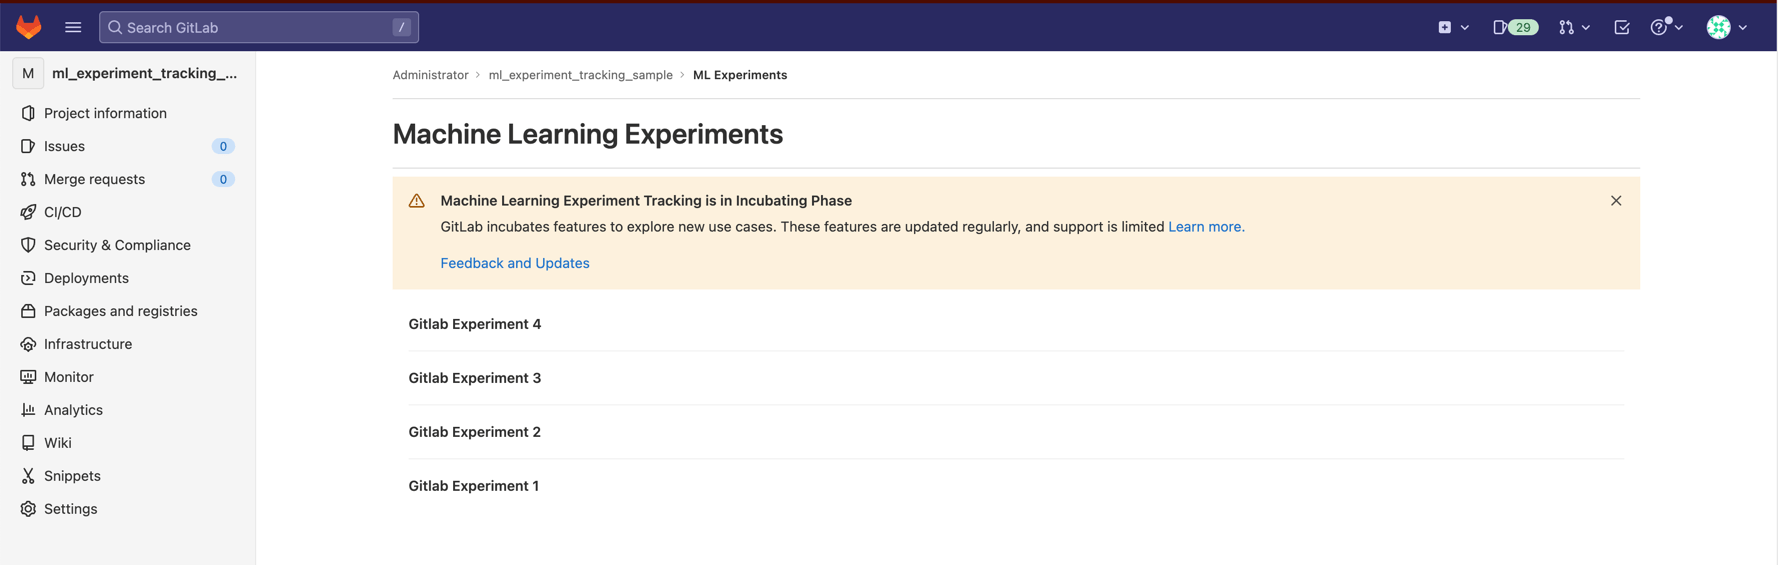 Search GitLab /
29
M ml_experiment_tracking_...
Project information
Issues 0
Merge requests 0
CI/CD
Security & Compliance
Deployments
Packages and registries
Infrastructure
Monitor
Analytics
Wiki
Snippets
Settings
Administrator › ml_experiment_tracking_sample › ML Experiments
Machine Learning Experiments
Machine Learning Experiment Tracking is in Incubating Phase
GitLab incubates features to explore new use cases. These features are updated regularly, and support is limited Learn more.
Feedback and Updates
Gitlab Experiment 4
Gitlab Experiment 3
Gitlab Experiment 2
Gitlab Experiment 1